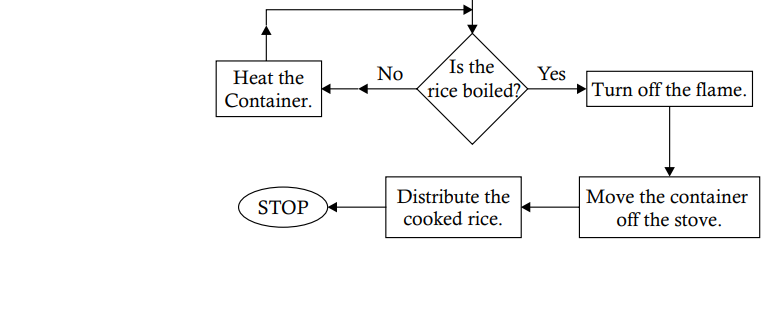 Is the
rice boiled?
No
Yes
Heat the
Container.
Turn off the flame.
Move the container
off the stove.
Distribute the
cooked rice.
STOP